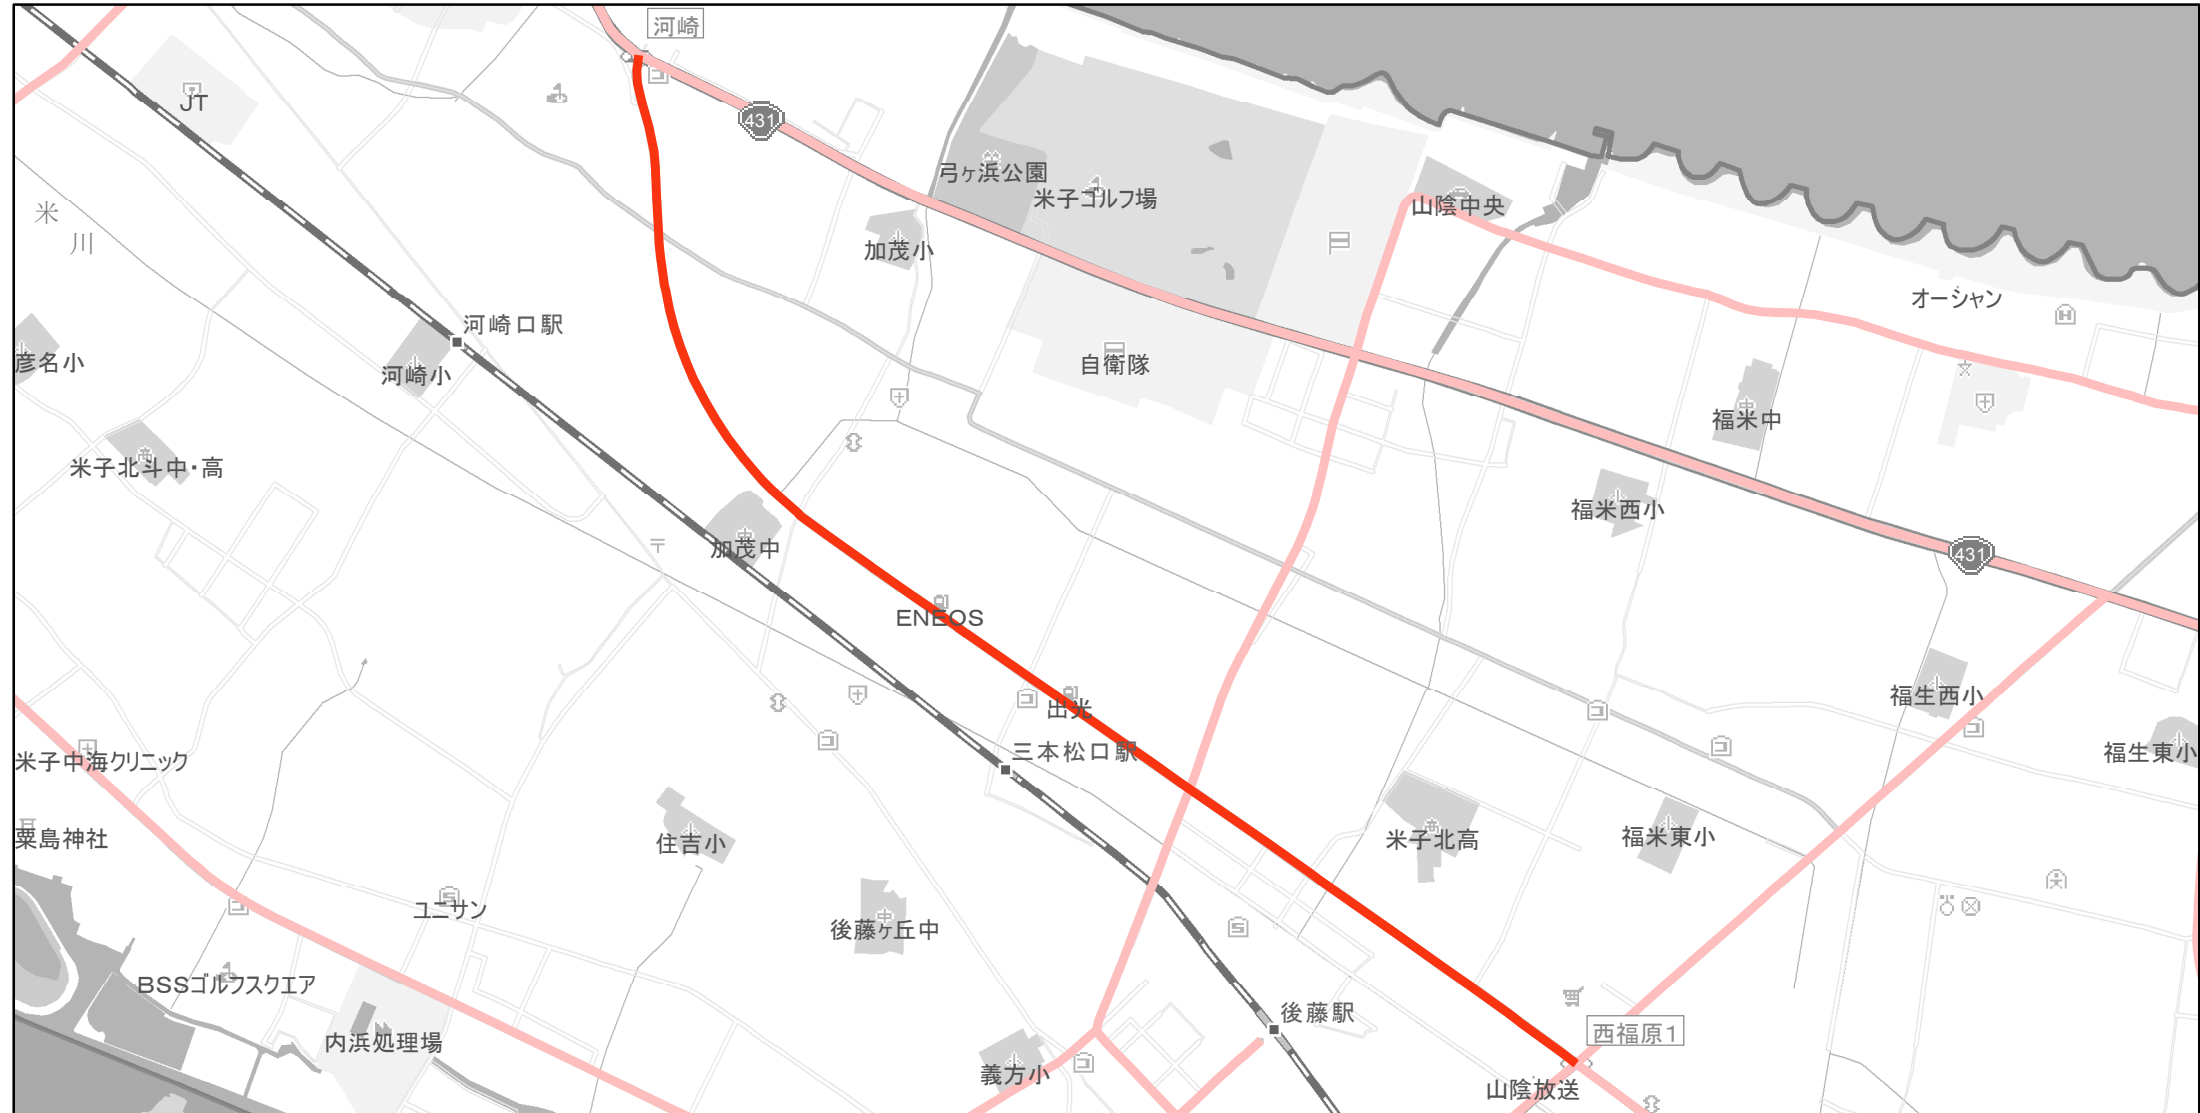 河崎
JT
431
弓ヶ浜公園
米子ゴルフ場
山陰中央
米
川
加茂小
オーシャン
河崎口駅
彦名小
河崎小
自衛隊
福米中
米子北斗中・高
福米西小
加茂中
431
ENEOS
福生西小
出光
三本松口駅
福生東小
米子中海クリニック
粟島神社
住吉小
米子北高
福米東小
ユニサン
後藤ヶ丘中
BSSゴルフスクエア
後藤駅
西福原1
内浜処理場
義方小
山陰放送